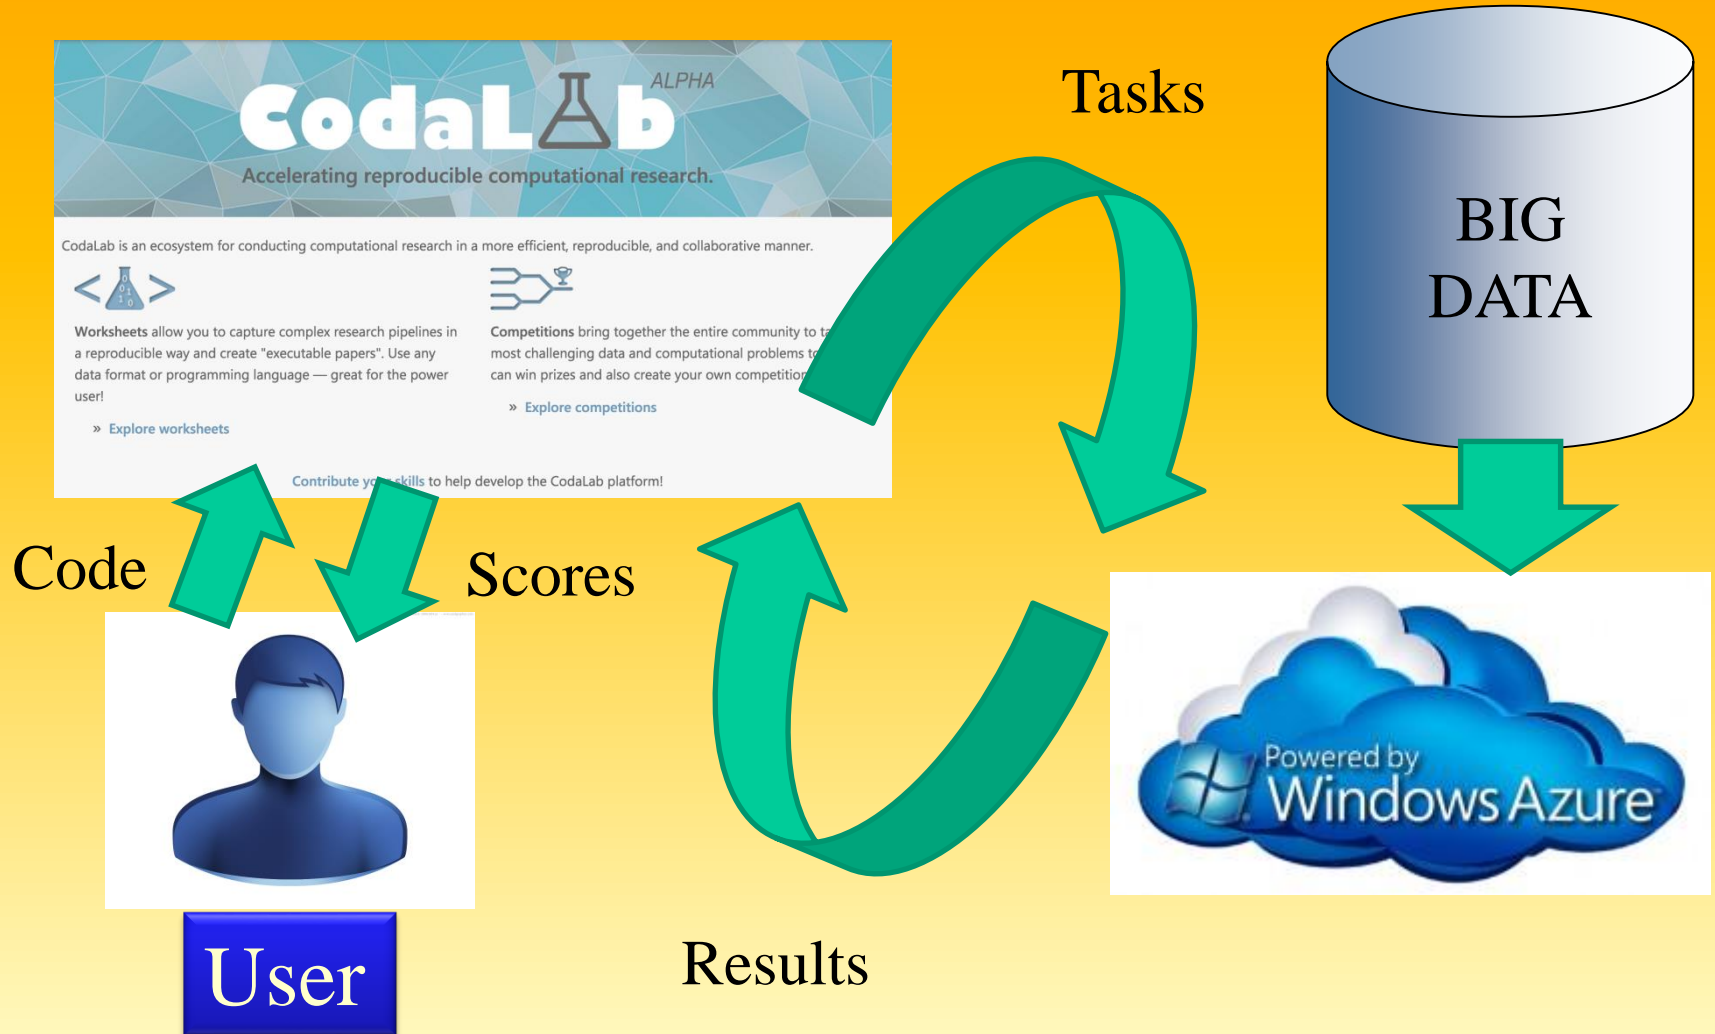 CodaLab
ALPHA
Accelerating reproducible computational research.
CodaLab is an ecosystem for conducting computational research in a more efficient, reproducible, and collaborative manner.
Worksheets allow you to capture complex research pipelines in
a reproducible way and create "executable papers". Use any
data format or programming language — great for the power
user!
» Explore worksheets
Competitions bring together the entire community to
most challenging data and computational problems
can win prizes and also create your own
» Explore competitions
Contribute skills to help develop the CodaLab platform!
Tasks
BIG
DATA
Code
Scores
Powered by
Windows Azure
Results
User